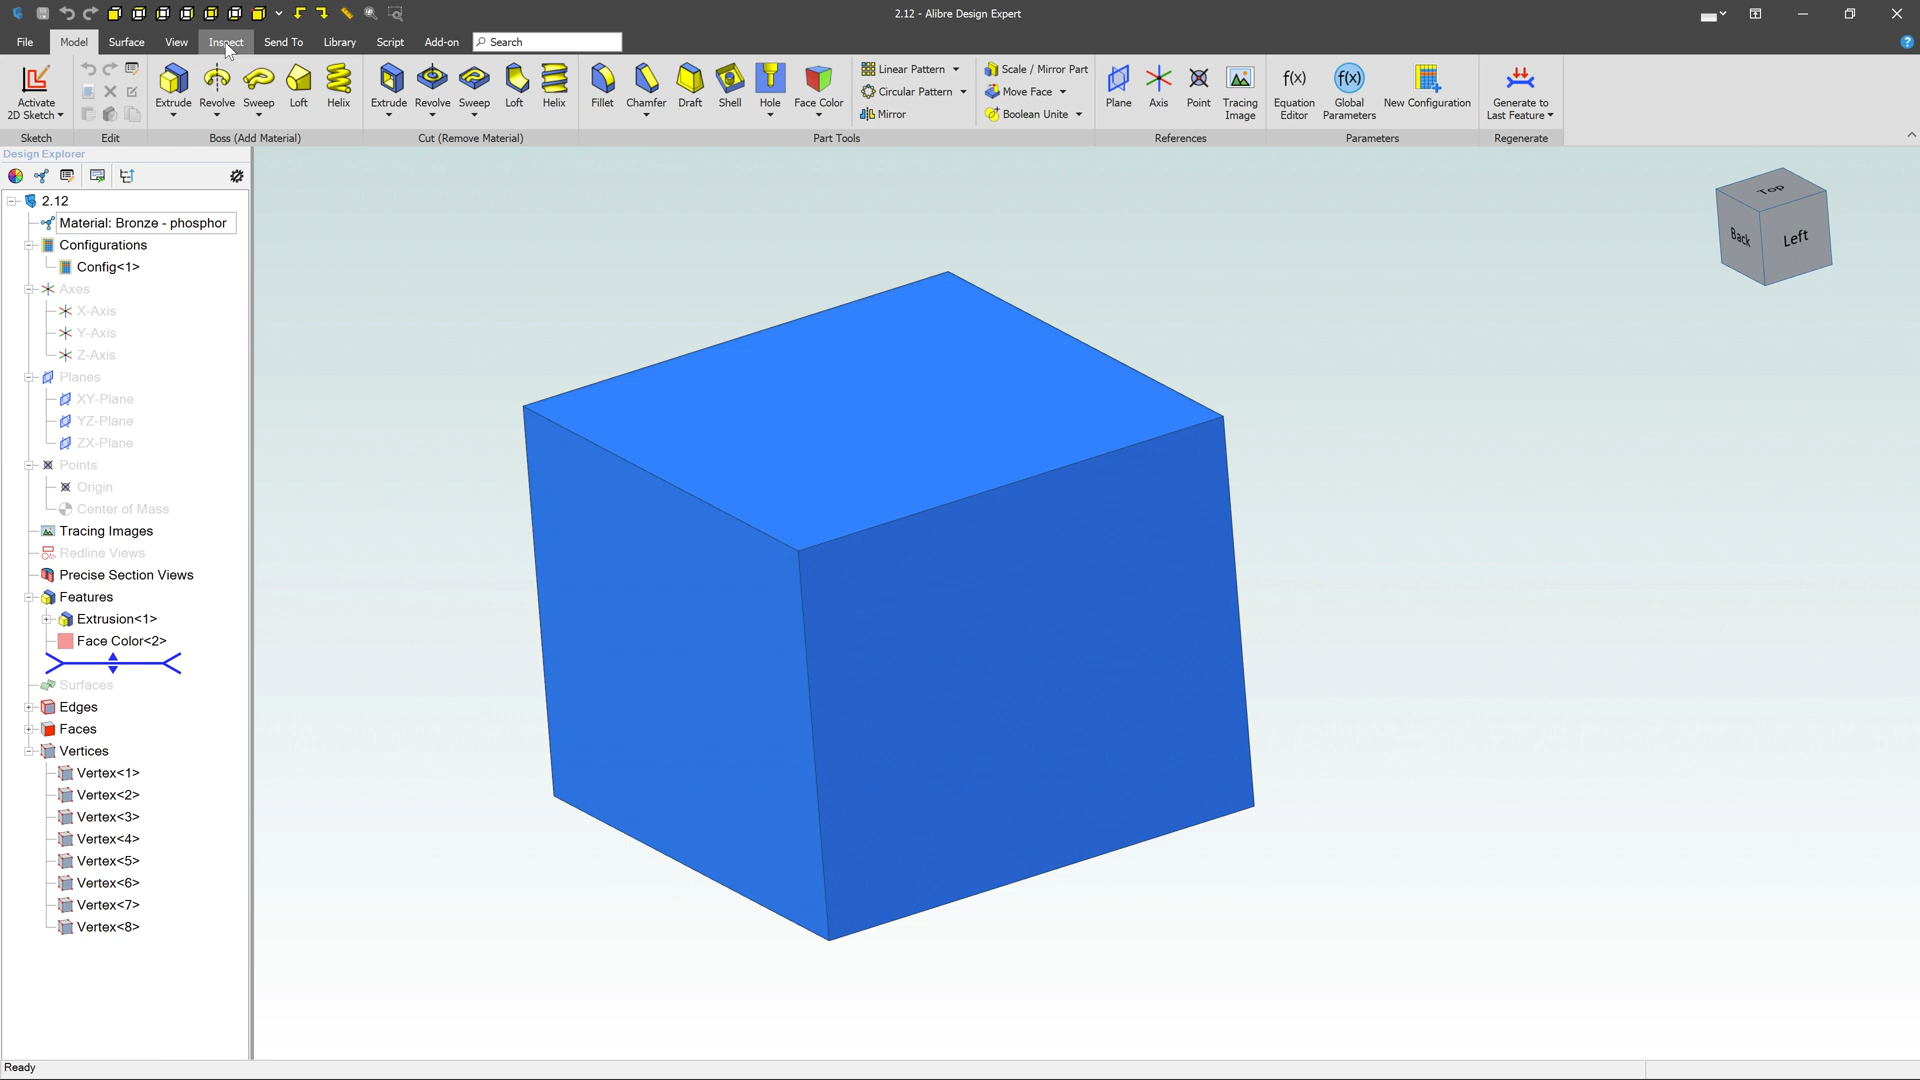 2.12 - Alibre Design Expert
File Model Surface View Inspect Send To Library Script Add-on Search
Activate
2D Sketch
Extrude Revolve Sweep Loft Helix
Extrude Revolve Sweep Loft Helix
Fillet Chamfer Draft Shell Hole Face Color
Linear Pattern
Circular Pattern
Mirror
Scale / Mirror Part
Move Face
Boolean Unite
Plane Axis Point Tracing
Image
Equation
Editor
Global
Parameters
New Configuration
Generate to
Last Feature
Sketch Edit Boss (Add Material) Cut (Remove Material) Part Tools References Parameters Regenerate
Design Explorer
2.12
Material: Bronze - phosphor
Configurations
Config<1>
Axes
X-Axis
Y-Axis
Z-Axis
Planes
XY-Plane
YZ-Plane
ZX-Plane
Points
Origin
Center of Mass
Tracing Images
Redline Views
Precise Section Views
Features
Extrusion<1>
Face Color<2>
Surfaces
Edges
Faces
Vertices
Vertex<1>
Vertex<2>
Vertex<3>
Vertex<4>
Vertex<5>
Vertex<6>
Vertex<7>
Vertex<8>
Top
Back Left
Ready